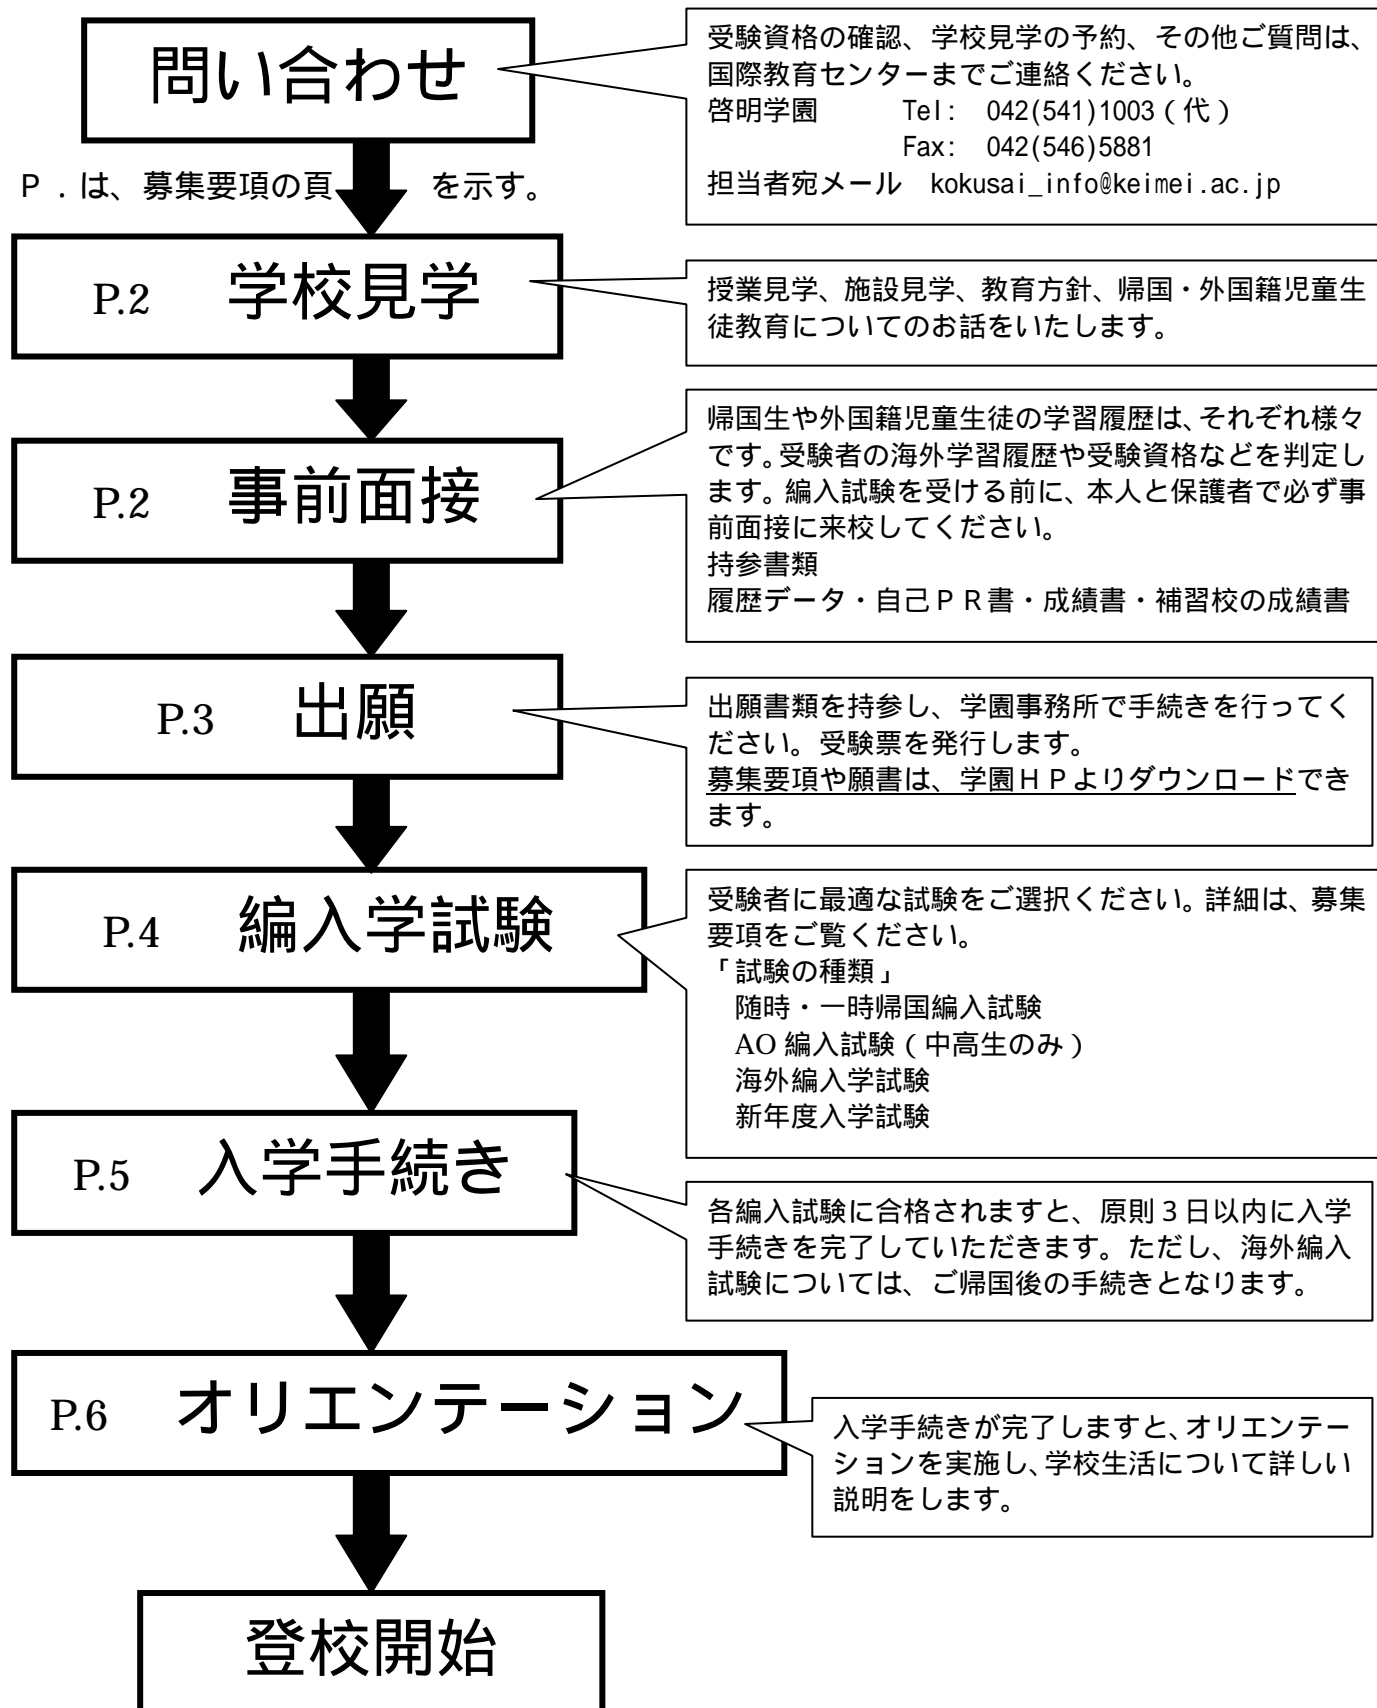 問い合わせ
受験資格の確認、学校見学の予約、その他ご質問は、
国際教育センターまでご連絡ください。
啓明学園 Tel: 042(541)1003（代）
Fax: 042(546)5881
担当者宛メール kokusai_info@keimei.ac.jp
Ｐ．は、募集要項の頁 を示す。
P.2 学校見学
授業見学、施設見学、教育方針、帰国・外国籍児童生
徒教育についてのお話をいたします。
P.2 事前面接
帰国生や外国籍児童生徒の学習履歴は、それぞれ様々
です。受験者の海外学習履歴や受験資格などを判定し
ます。編入試験を受ける前に、本人と保護者で必ず事
前面接に来校してください。
持参書類
履歴データ・自己ＰＲ書・成績書・補習校の成績書
P.3 出願
出願書類を持参し、学園事務所で手続きを行ってく
ださい。受験票を発行します。
募集要項や願書は、学園ＨＰよりダウンロードでき
ます。
P.4 編入学試験
受験者に最適な試験をご選択ください。詳細は、募集
要項をご覧ください。
「試験の種類」
随時・一時帰国編入試験
AO 編入試験（中高生のみ）
海外編入学試験
新年度入学試験
P.5 入学手続き
各編入試験に合格されますと、原則３日以内に入学
手続きを完了していただきます。ただし、海外編入
試験については、ご帰国後の手続きとなります。
P.6 オリエンテーション
入学手続きが完了しますと、オリエンテー
ションを実施し、学校生活について詳しい
説明をします。
登校開始